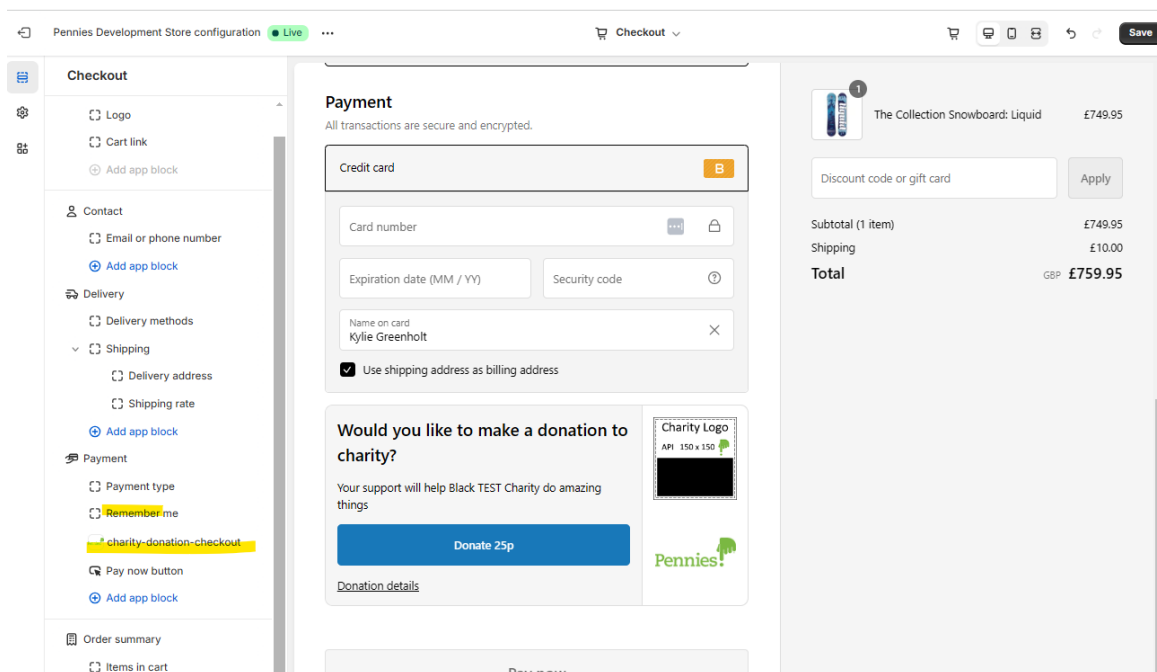 Pennies Development Store configuration
Live
Checkout
Save
Checkout
Logo
Cart link
Add app block
Contact
Email or phone number
Add app block
Delivery
Delivery methods
Shipping
Delivery address
Shipping rate
Add app block
Payment
Payment type
Remember me
charity-donation-checkout
Pay now button
Add app block
Order summary
Items in cart
Payment
All transactions are secure and encrypted.
Credit card
B
Card number
Expiration date (MM / YY)
Security code
Name on card
Kylie Greenholt
Use shipping address as billing address
Would you like to make a donation to
charity?
Your support will help Black TEST Charity do amazing
things
Donate 25p
Donation details
Charity Logo
API 150 x 150
Pennies!
Pay now
1
The Collection Snowboard: Liquid £749.95
Discount code or gift card
Apply
Subtotal (1 item) £749.95
Shipping £10.00
Total GBP £759.95